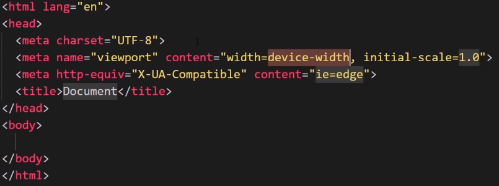 <html lang="en">
<head>
  <meta charset="UTF-8">
  <meta name="viewport" content="width=device-width, initial-scale=1.0">
  <meta http-equiv="X-UA-Compatible" content="ie=edge">
  <title>Document</title>
</head>
<body>

</body>
</html>